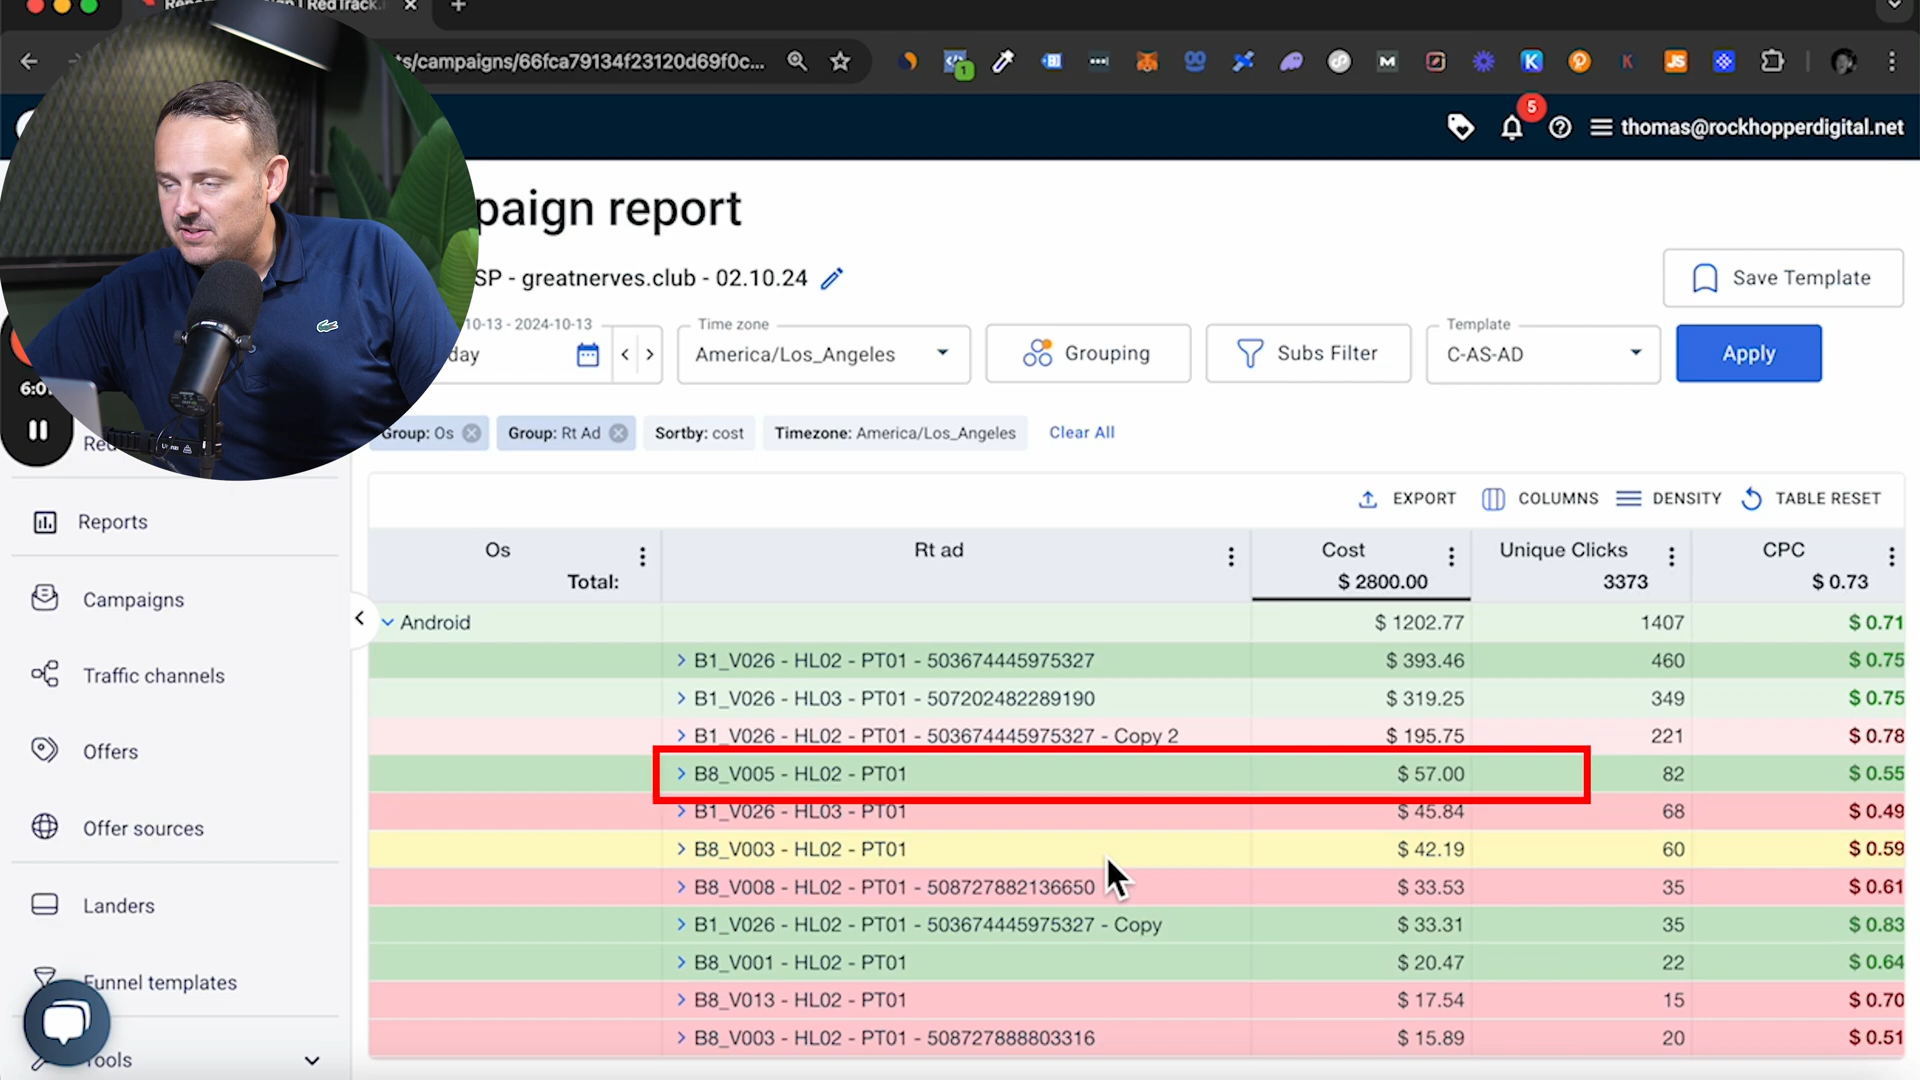 ts/campaigns/66fca79134f23120d69f0c...
1
M
K
JS
5
thomas@rockhopperdigital.net
paign report
SP - greatnerves.club - 02.10.24
Save Template
10-13 - 2024-10-13
day
Time zone
America/Los_Angeles
Grouping
Subs Filter
Template
C-AS-AD
Apply
6:0
Group: Os
Group: Rt Ad
Sortby: cost
Timezone: America/Los_Angeles
Clear All
EXPORT
COLUMNS
DENSITY
TABLE RESET
Reports
Campaigns
Traffic channels
Offers
Offer sources
Landers
Funnel templates
Tools
Os Rt ad Cost Unique Clicks CPC
Total: $ 2800.00 3373 $ 0.73
Android $ 1202.77 1407 $ 0.71
B1_V026 - HL02 - PT01 - 503674445975327 $ 393.46 460 $ 0.75
B1_V026 - HL03 - PT01 - 507202482289190 $ 319.25 349 $ 0.75
B1_V026 - HL02 - PT01 - 503674445975327 - Copy 2 $ 195.75 221 $ 0.78
B8_V005 - HL02 - PT01 $ 57.00 82 $ 0.55
B1_V026 - HL03 - PT01 $ 45.84 68 $ 0.49
B8_V003 - HL02 - PT01 $ 42.19 60 $ 0.59
B8_V008 - HL02 - PT01 - 508727882136650 $ 33.53 35 $ 0.61
B1_V026 - HL02 - PT01 - 503674445975327 - Copy $ 33.31 35 $ 0.83
B8_V001 - HL02 - PT01 $ 20.47 22 $ 0.64
B8_V013 - HL02 - PT01 $ 17.54 15 $ 0.70
B8_V003 - HL02 - PT01 - 508727888803316 $ 15.89 20 $ 0.51